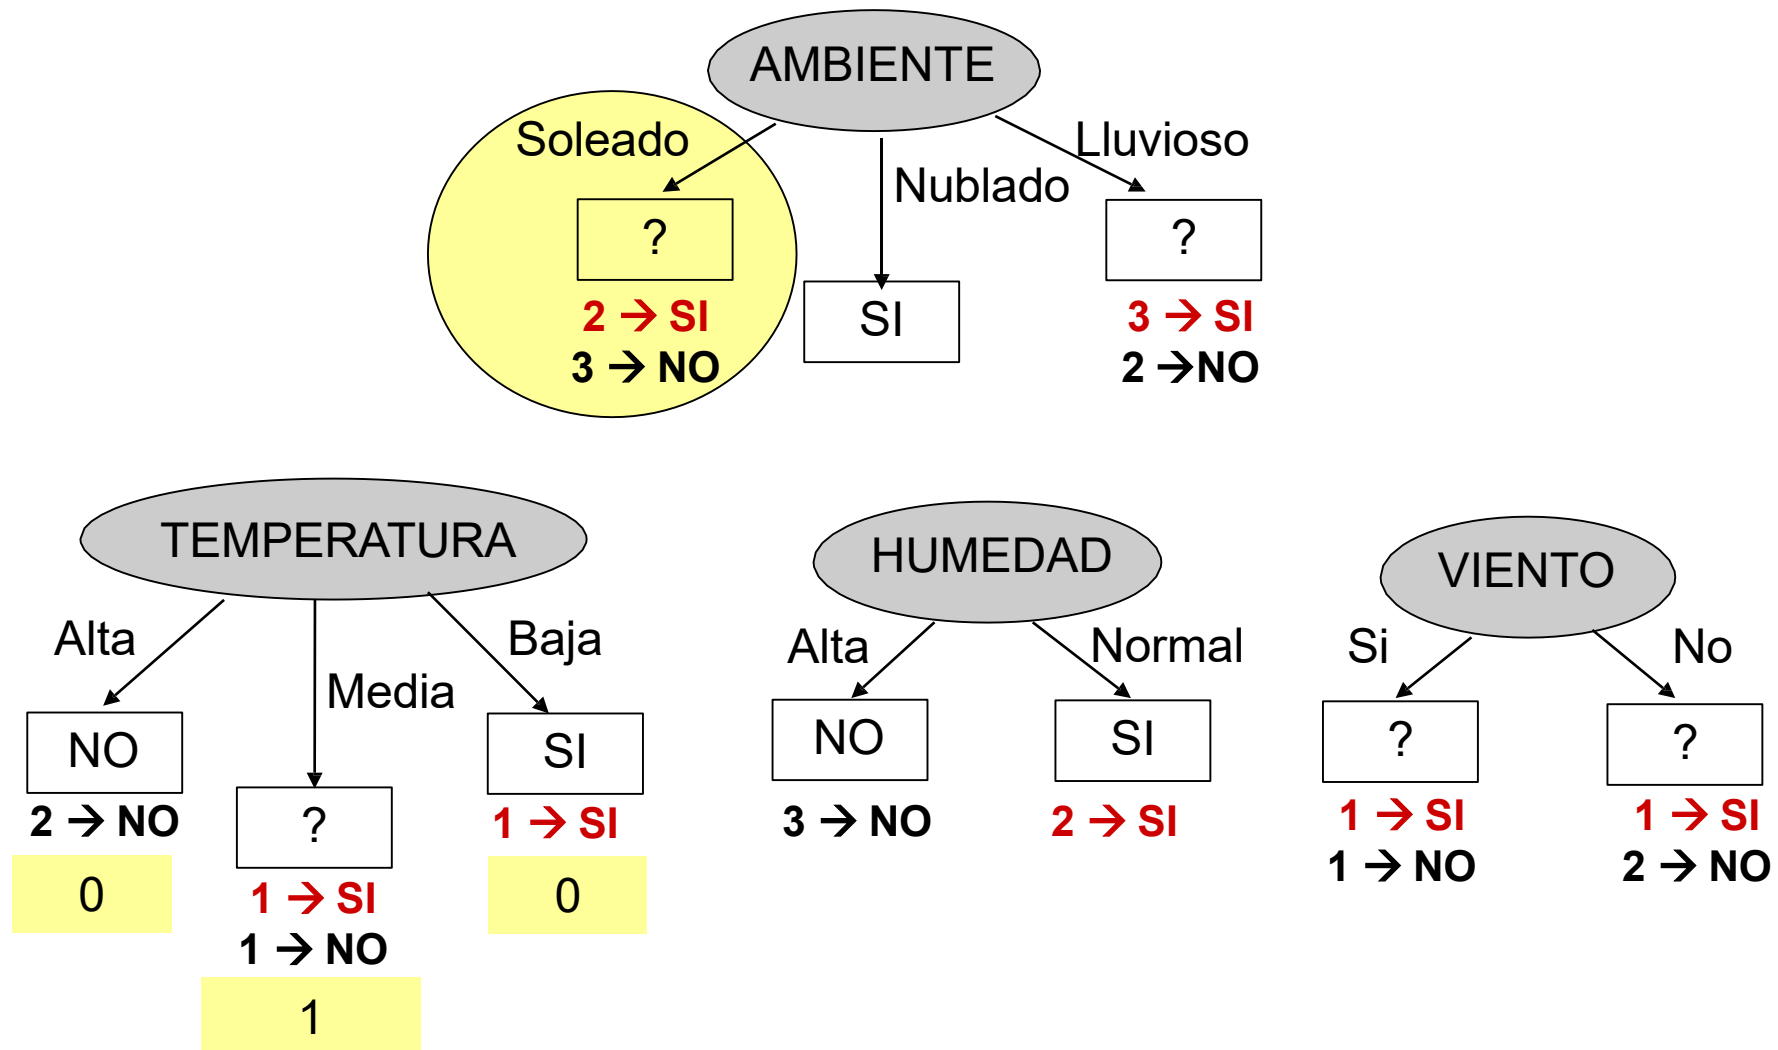 AMBIENTE
Soleado
Lluvioso
Nublado
?
?
SI
2 → SI
3 → NO
3 → SI
2 →NO
TEMPERATURA
Alta
Baja
Media
NO
SI
?
2 → NO
1 → SI
0
0
1 → SI
1 → NO
1
HUMEDAD
Alta
Normal
NO
SI
3 → NO
2 → SI
VIENTO
Si
No
?
?
1 → SI
1 → NO
1 → SI
2 → NO